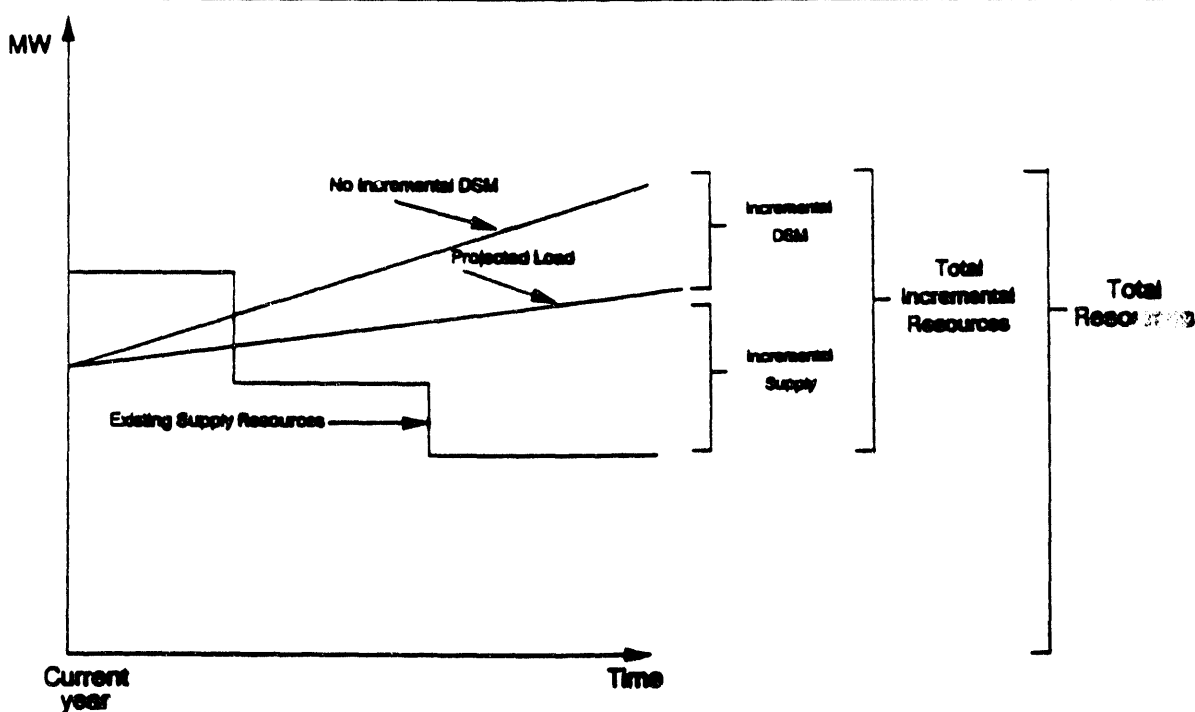 MW
No Incremental DSM
Projected Load
Existing Supply Resources
Incremental
DSM
Incremental
Supply
Total
Incremental
Resources
Total
Resources
Current
year
Time